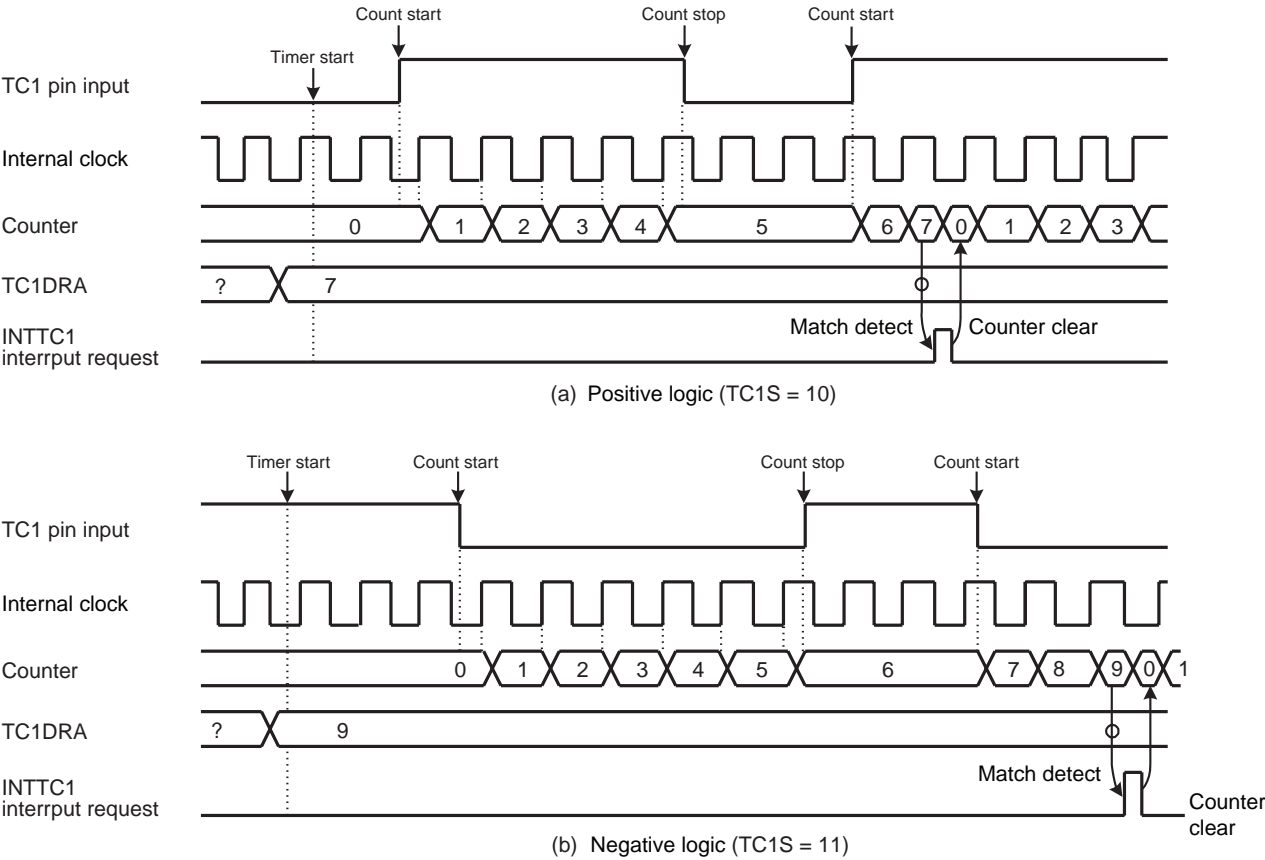 Count start Count stop Count start
Timer start
TC1 pin input
Internal clock
Counter 0 1 2 3 4 5 6 7 0 1 2 3
TC1DRA ? 7
Match detect Counter clear
INTTC1
interrput request
(a) Positive logic (TC1S = 10)
Timer start Count start Count stop Count start
TC1 pin input
Internal clock
Counter 0 1 2 3 4 5 6 7 8 9 0 1
TC1DRA ? 9
Match detect
INTTC1
interrput request
Counter
clear
(b) Negative logic (TC1S = 11)